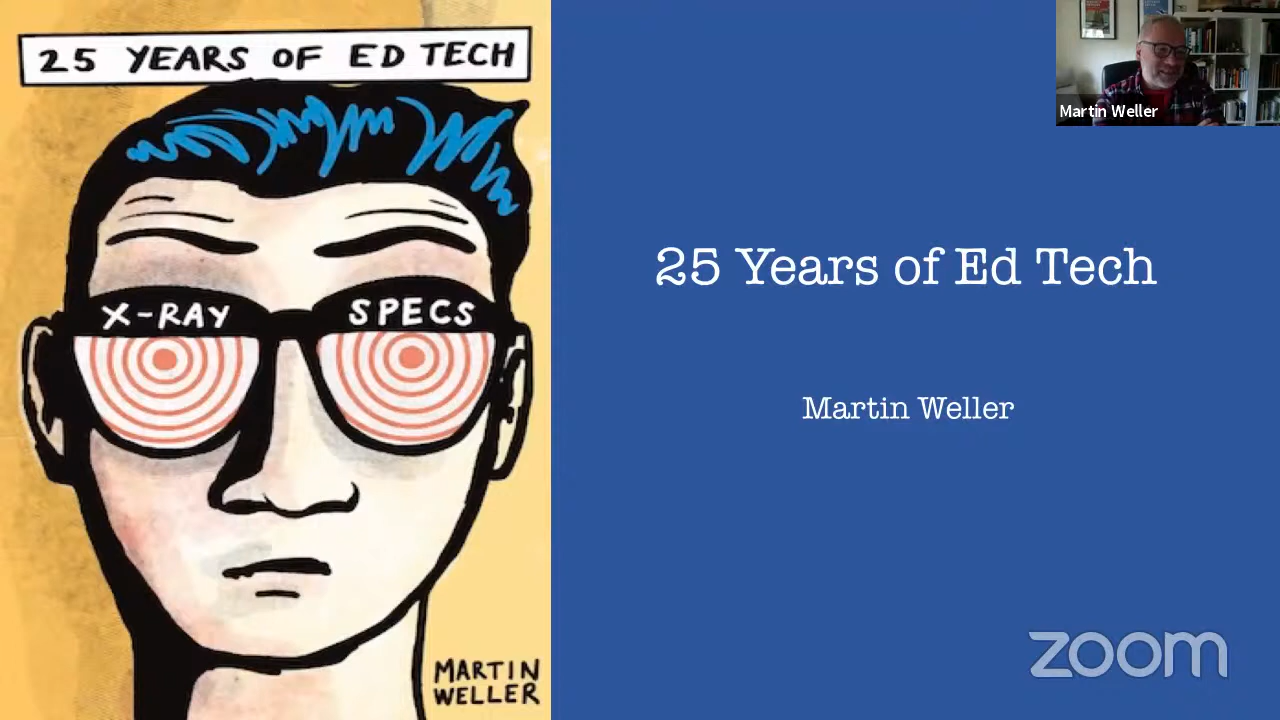 25 YEARS OF ED TECH
X-RAY SPECS
MARTIN
WELLER
25 Years of Ed Tech
Martin Weller
Martin Weller
zoom